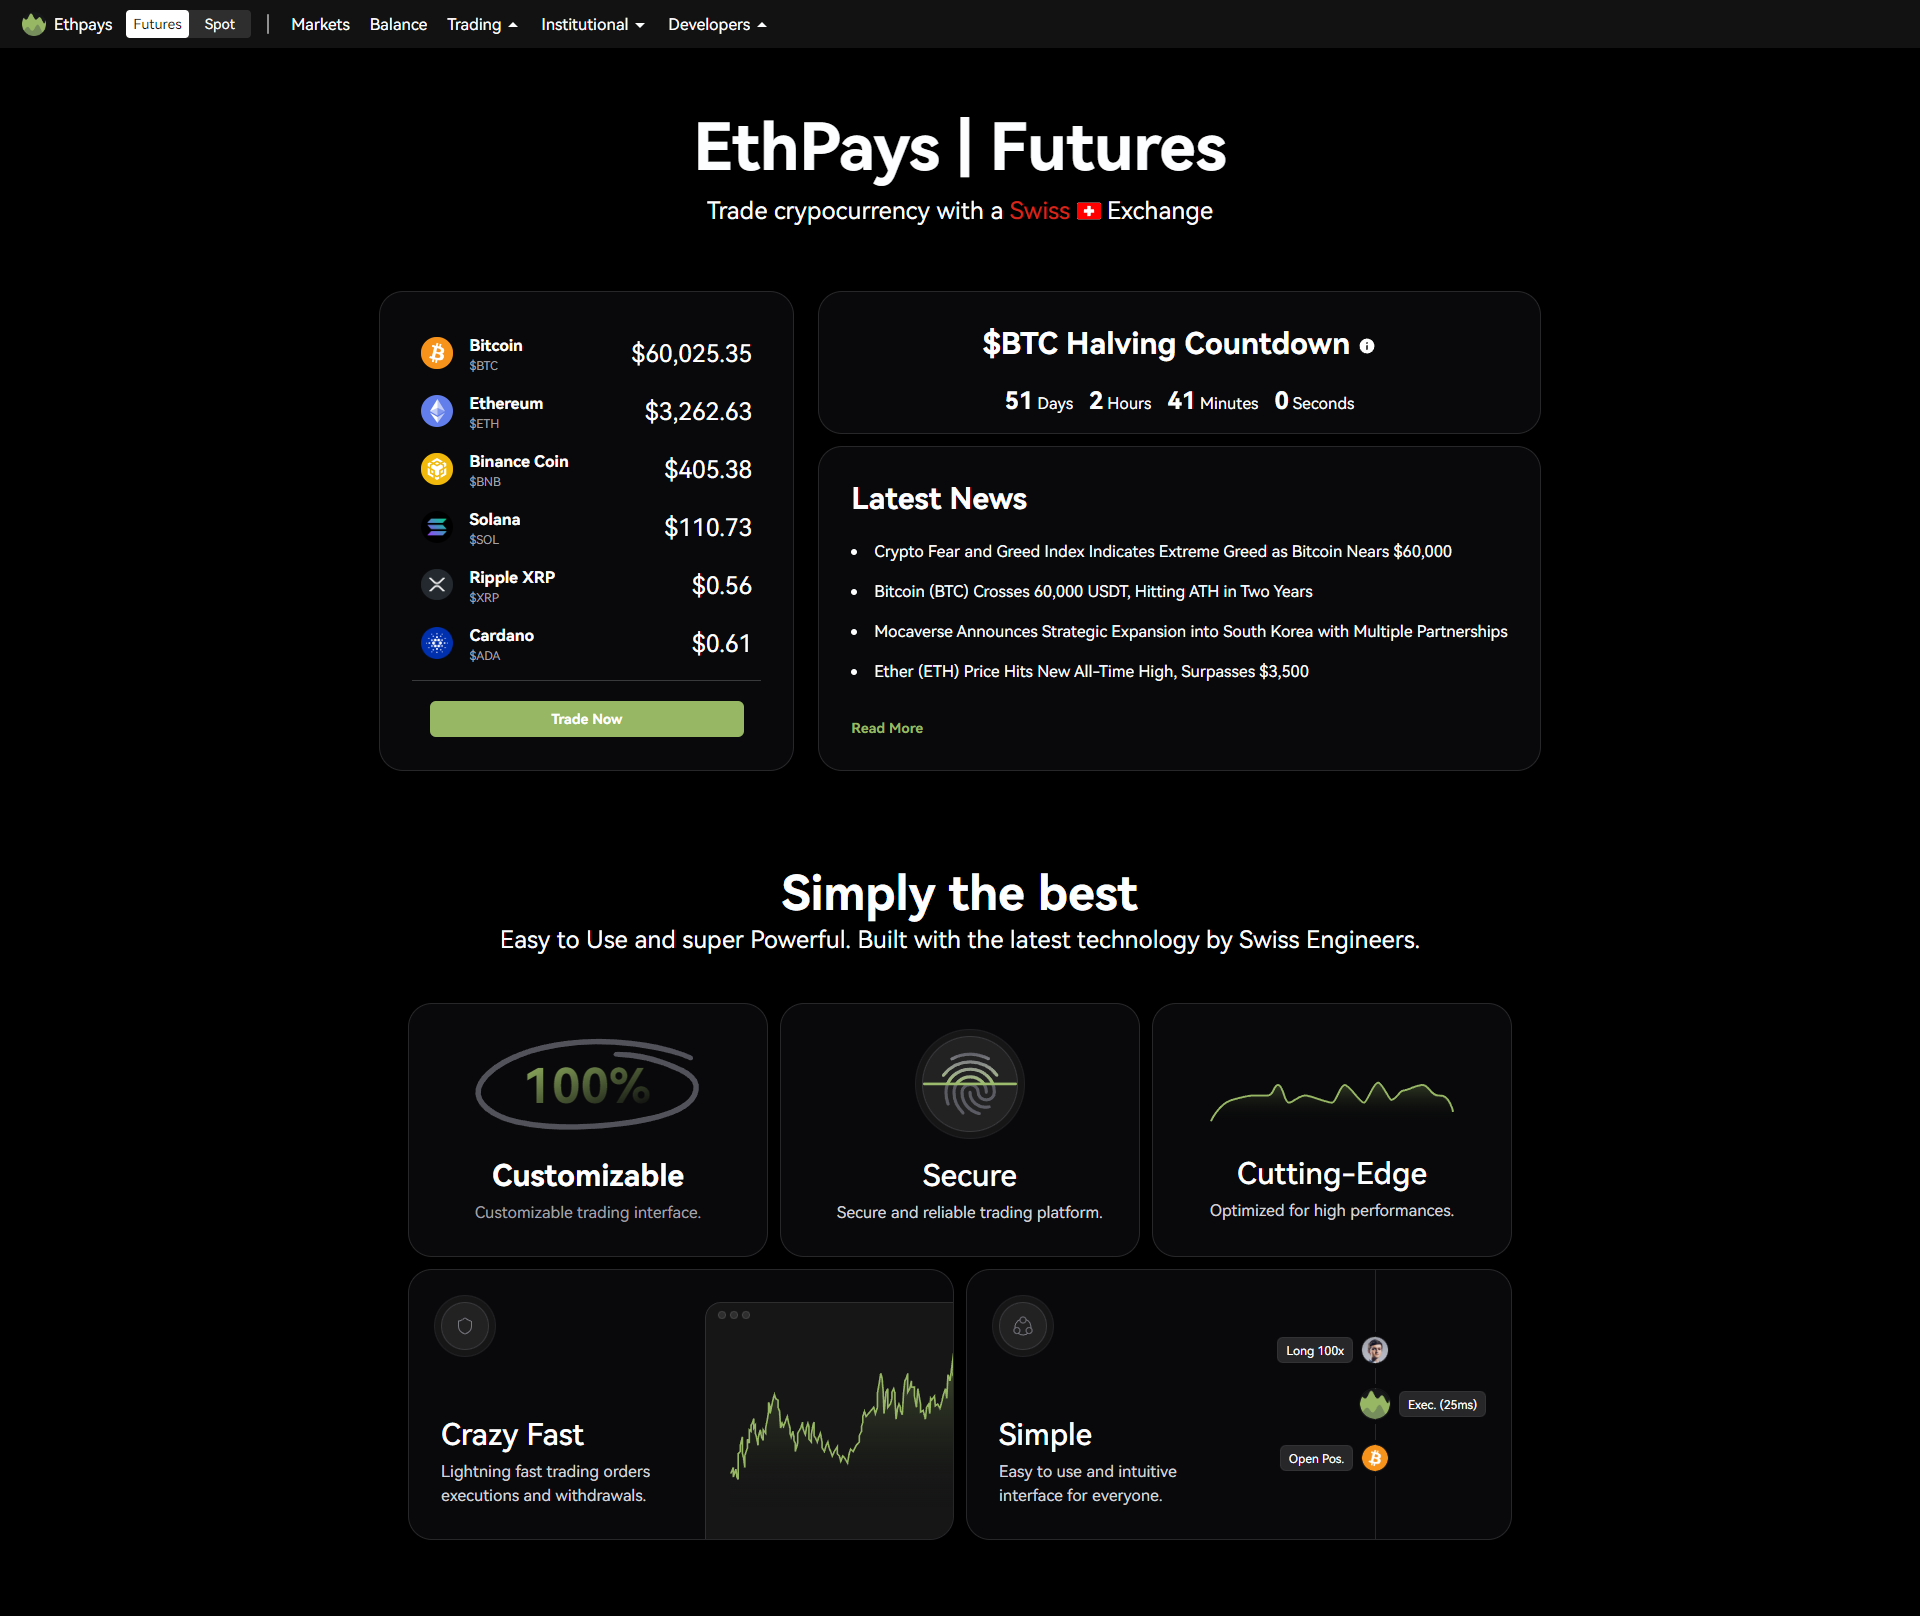 Ethpays Futures Spot | Markets Balance Trading Institutional Developers
EthPays | Futures
Trade crypocurrency with a Swiss 🇨🇭 Exchange
Bitcoin
$BTC
$60,025.35
Ethereum
$ETH
$3,262.63
Binance Coin
$BNB
$405.38
Solana
$SOL
$110.73
Ripple XRP
$XRP
$0.56
Cardano
$ADA
$0.61
Trade Now
$BTC Halving Countdown
51 Days 2 Hours 41 Minutes 0 Seconds
Latest News
• Crypto Fear and Greed Index Indicates Extreme Greed as Bitcoin Nears $60,000
• Bitcoin (BTC) Crosses 60,000 USDT, Hitting ATH in Two Years
• Mocaverse Announces Strategic Expansion into South Korea with Multiple Partnerships
• Ether (ETH) Price Hits New All-Time High, Surpasses $3,500
Read More
Simply the best
Easy to Use and super Powerful. Built with the latest technology by Swiss Engineers.
100%
Customizable
Customizable trading interface.
Secure
Secure and reliable trading platform.
Cutting-Edge
Optimized for high performances.
Crazy Fast
Lightning fast trading orders
executions and withdrawals.
Simple
Easy to use and intuitive
interface for everyone.
Long 100x
Exec. (25ms)
Open Pos.